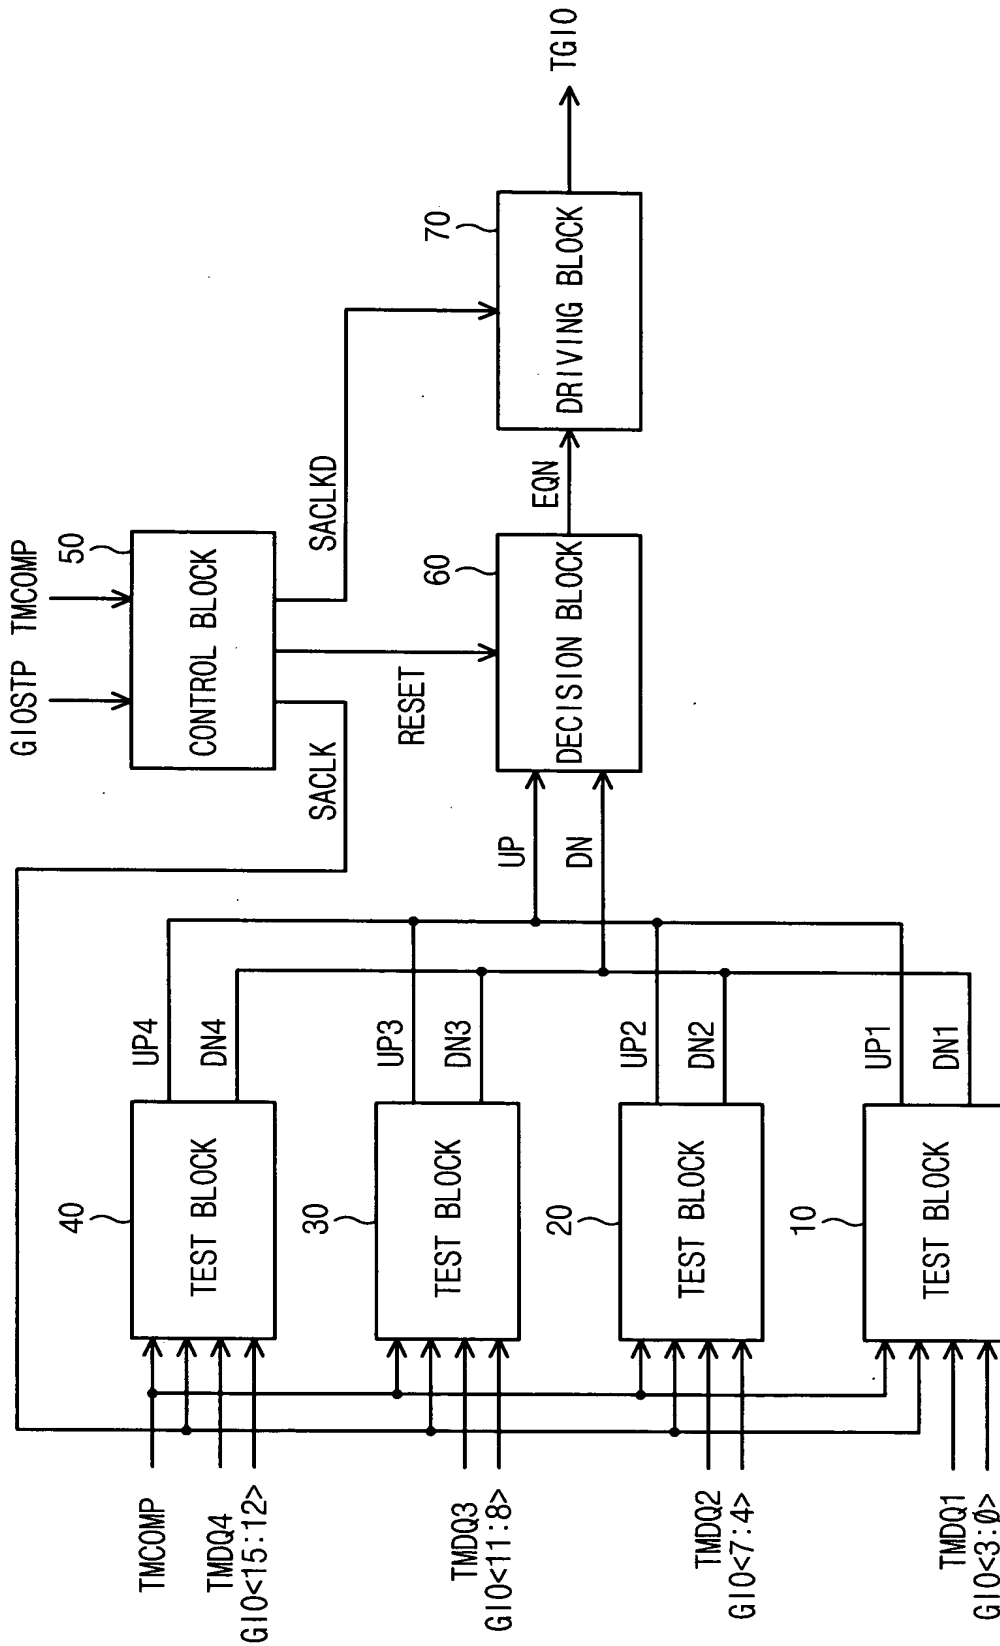 GIOSTP
TMCOMP
50
CONTROL BLOCK
SACLK
RESET
SACLKD
TMCOMP
TMDQ4
GIO<15:12>
40
TEST BLOCK
UP4
DN4
TMDQ3
GIO<11:8>
30
TEST BLOCK
UP3
DN3
TMDQ2
GIO<7:4>
20
TEST BLOCK
UP2
DN2
TMDQ1
GIO<3:0>
10
TEST BLOCK
UP1
DN1
UP
DN
60
DECISION BLOCK
EQN
70
DRIVING BLOCK
TGIO